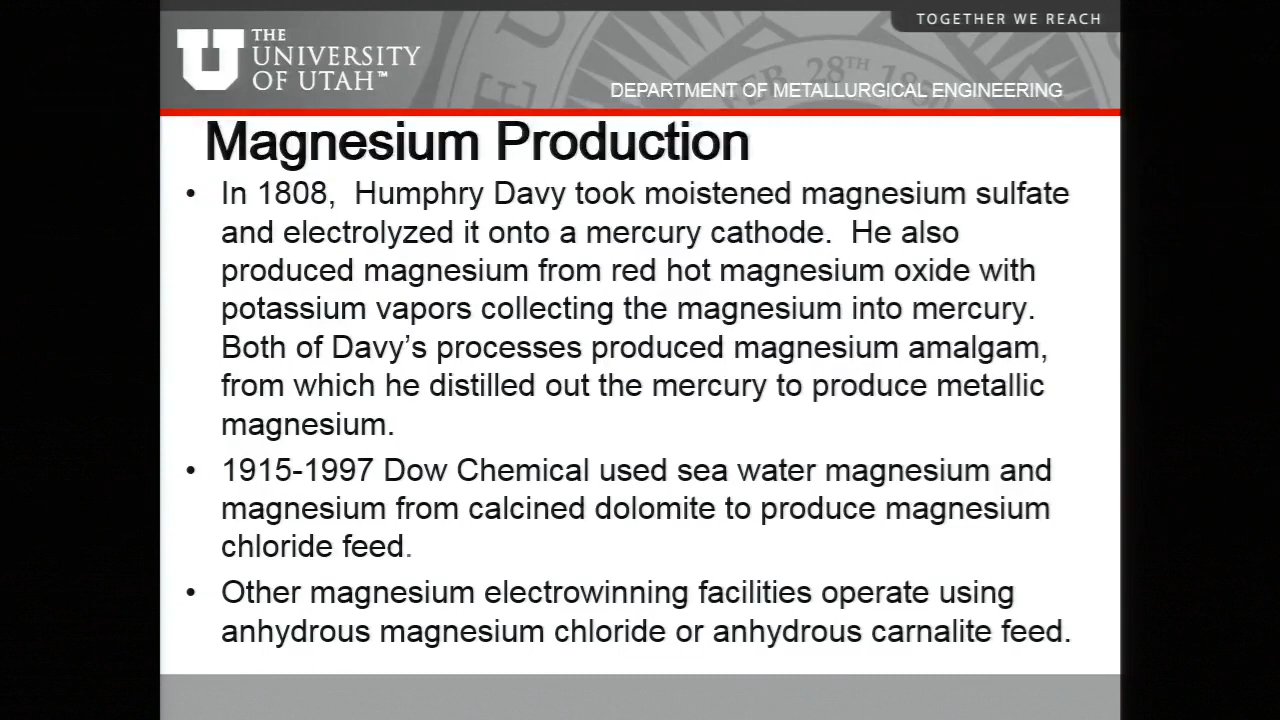 TOGETHER WE REACH
THE
UNIVERSITY
OF UTAH™
FEB. 28TH 1850
DEPARTMENT OF METALLURGICAL ENGINEERING
Magnesium Production
• In 1808,  Humphry Davy took moistened magnesium sulfate
and electrolyzed it onto a mercury cathode.  He also
produced magnesium from red hot magnesium oxide with
potassium vapors collecting the magnesium into mercury.
Both of Davy’s processes produced magnesium amalgam,
from which he distilled out the mercury to produce metallic
magnesium.
• 1915-1997 Dow Chemical used sea water magnesium and
magnesium from calcined dolomite to produce magnesium
chloride feed.
• Other magnesium electrowinning facilities operate using
anhydrous magnesium chloride or anhydrous carnalite feed.